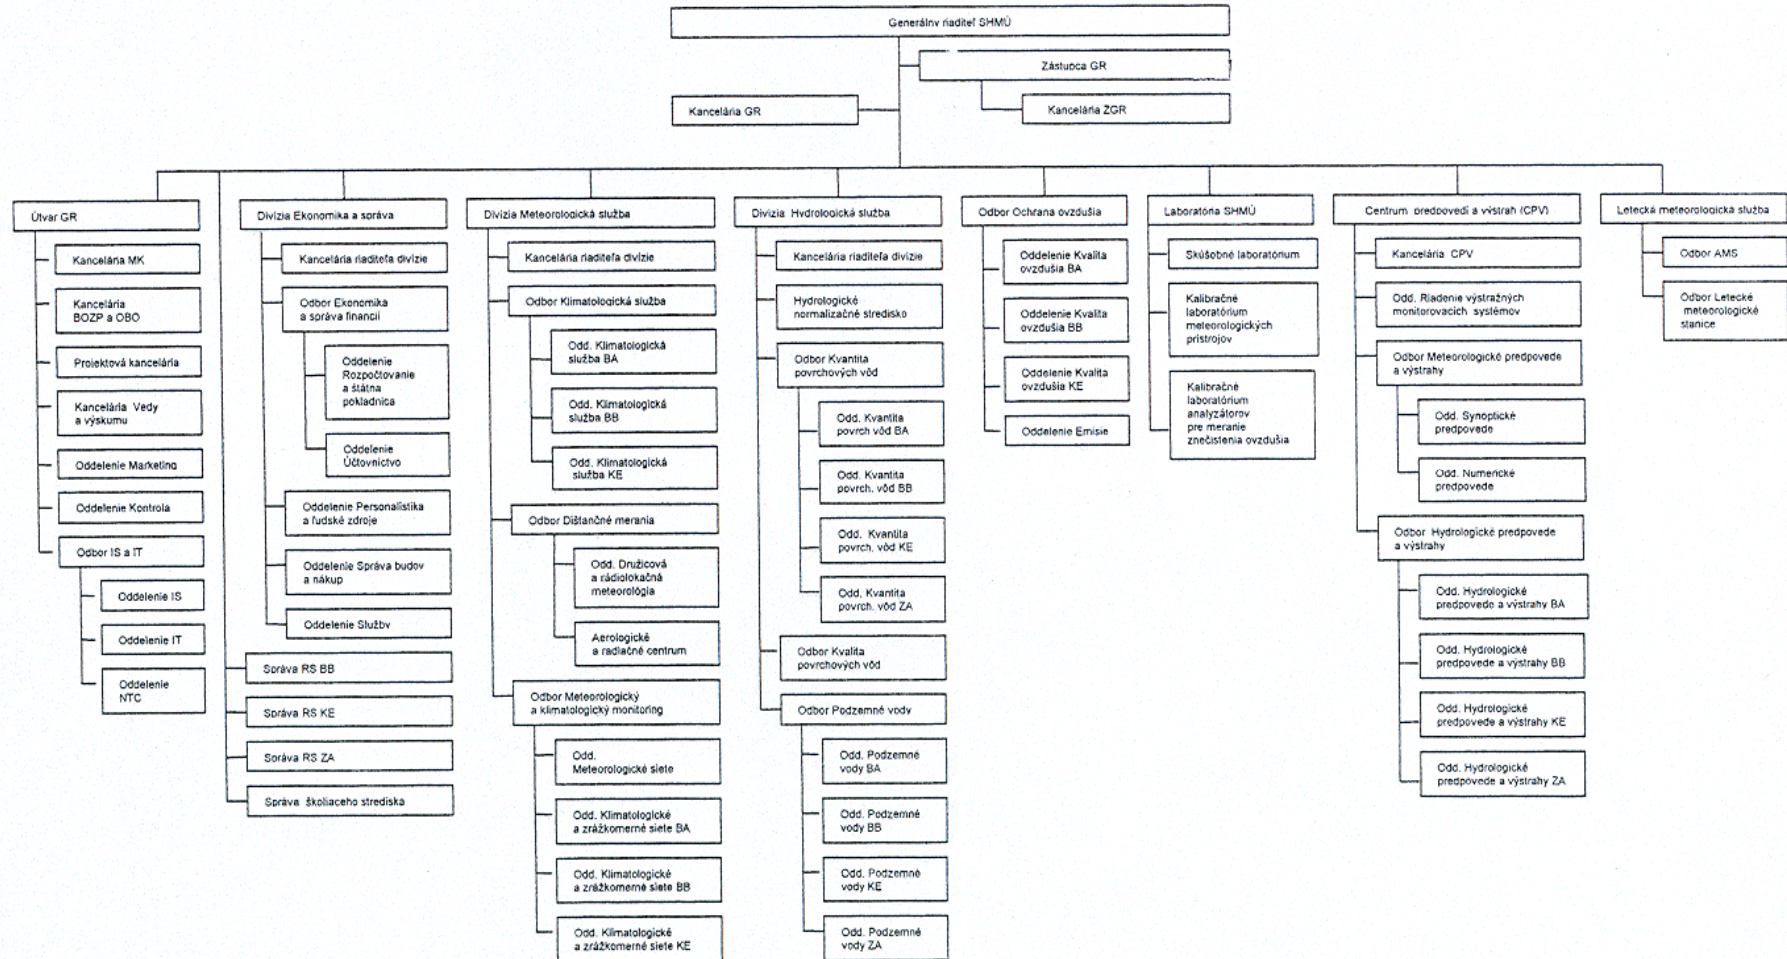 Generálny riaditeľ SHMÚ
Zástupca GR
Kancelária GR
Kancelária ZGR
Útvar GR
Kancelária MK
Kancelária
BOZP a OBO
Projektová kancelária
Kancelária Vedy
a výskumu
Oddelenie Marketing
Oddelenie Kontrola
Odbor IS a IT
Oddelenie IS
Oddelenie IT
Oddelenie
NTC
Divízia Ekonomika a správa
Kancelária riaditeľa divízie
Odbor Ekonomika
a správa financií
Oddelenie
Rozpočtovanie
a štátna
pokladnica
Oddelenie
Účtovníctvo
Oddelenie Personalistika
a ľudské zdroje
Oddelenie Správa budov
a nákup
Oddelenie Služby
Správa RS BB
Správa RS KE
Správa RS ZA
Správa školiaceho strediska
Divízia Meteorologická služba
Kancelária riaditeľa divízie
Odbor Klimatologická služba
Odd. Klimatologická
služba BA
Odd. Klimatologická
služba BB
Odd. Klimatologická
služba KE
Odbor Dištančné merania
Odd. Družicová
a rádiolokačná
meteorológia
Aerologické
a radiačné centrum
Odbor Meteorologický
a klimatologický monitoring
Odd.
Meteorologické siete
Odd. Klimatologické
a zrážkomerné siete BA
Odd. Klimatologické
a zrážkomerné siete BB
Odd. Klimatologické
a zrážkomerné siete KE
Divízia Hydrologická služba
Kancelária riaditeľa divízie
Hydrologické
normalizačné stredisko
Odbor Kvantita
povrchových vôd
Odd. Kvantita
povrch vôd BA
Odd. Kvantita
povrch. vôd BB
Odd. Kvantita
povrch. vôd KE
Odd. Kvantita
povrch. vôd ZA
Odbor Kvalita
povrchových vôd
Odbor Podzemné vody
Odd. Podzemné
vody BA
Odd. Podzemné
vody BB
Odd. Podzemné
vody KE
Odd. Podzemné
vody ZA
Odbor Ochrana ovzdušia
Oddelenie Kvalita
ovzdušia BA
Oddelenie Kvalita
ovzdušia BB
Oddelenie Kvalita
ovzdušia KE
Oddelenie Emisie
Laboratória SHMÚ
Skúšobné laboratórium
Kalibračné
laboratórium
meteorologických
prístrojov
Kalibračné
laboratórium
analyzátorov
pre meranie
znečistenia ovzdušia
Centrum predpovedí a výstrah (CPV)
Kancelária CPV
Odd. Riadenie výstražných
monitorovacích systémov
Odbor Meteorologické predpovede
a výstrahy
Odd. Synoptické
predpovede
Odd. Numerické
predpovede
Odbor Hydrologické predpovede
a výstrahy
Odd. Hydrologické
predpovede a výstrahy BA
Odd. Hydrologické
predpovede a výstrahy BB
Odd. Hydrologické
predpovede a výstrahy KE
Odd. Hydrologické
predpovede a výstrahy ZA
Letecká meteorologická služba
Odbor AMS
Odbor Letecké
meteorologické
stanice